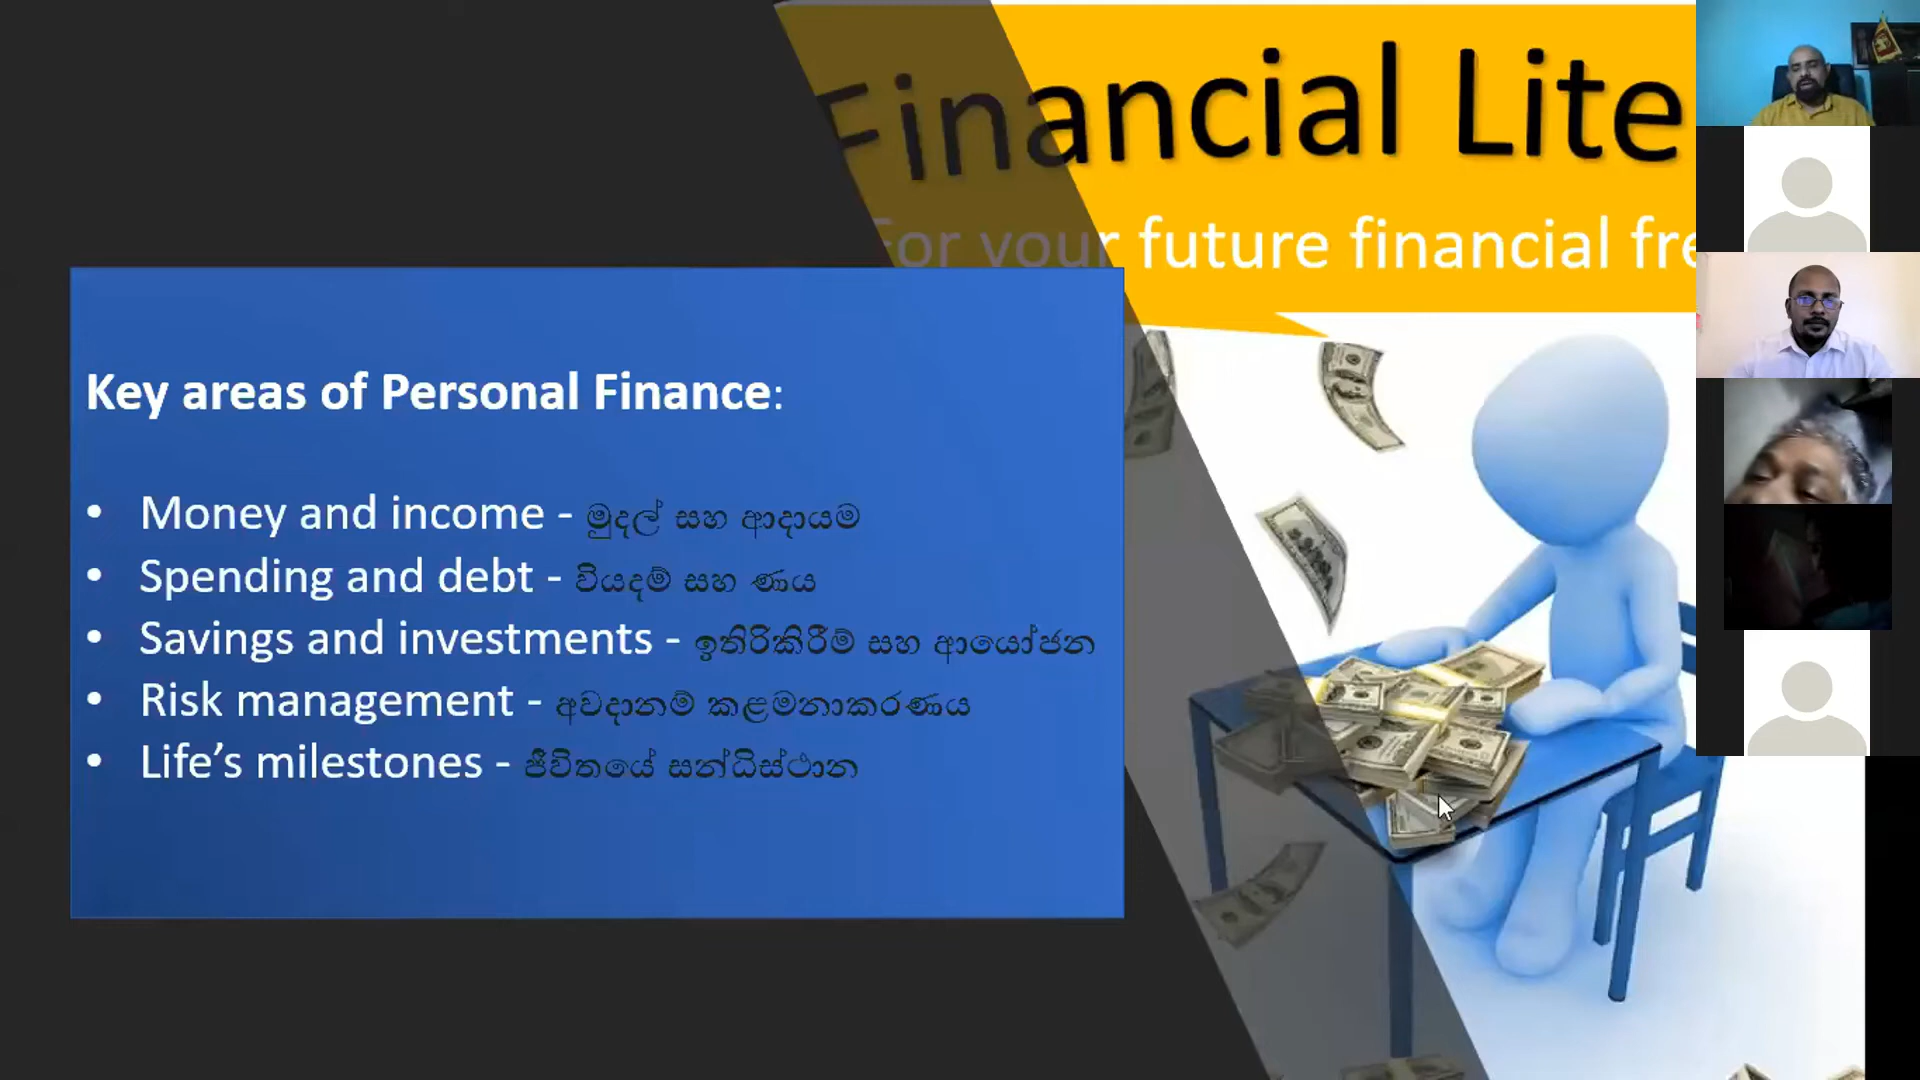 Financial Lite
For your future financial fre
Key areas of Personal Finance:
• Money and income - මුදල් සහ ආදායම
• Spending and debt - වියදම් සහ ණය
• Savings and investments - ඉතිරිකිරීම් සහ ආයෝජන
• Risk management - අවදානම් කළමනාකරණය
• Life’s milestones - ජීවිතයේ සන්ධිස්ථාන